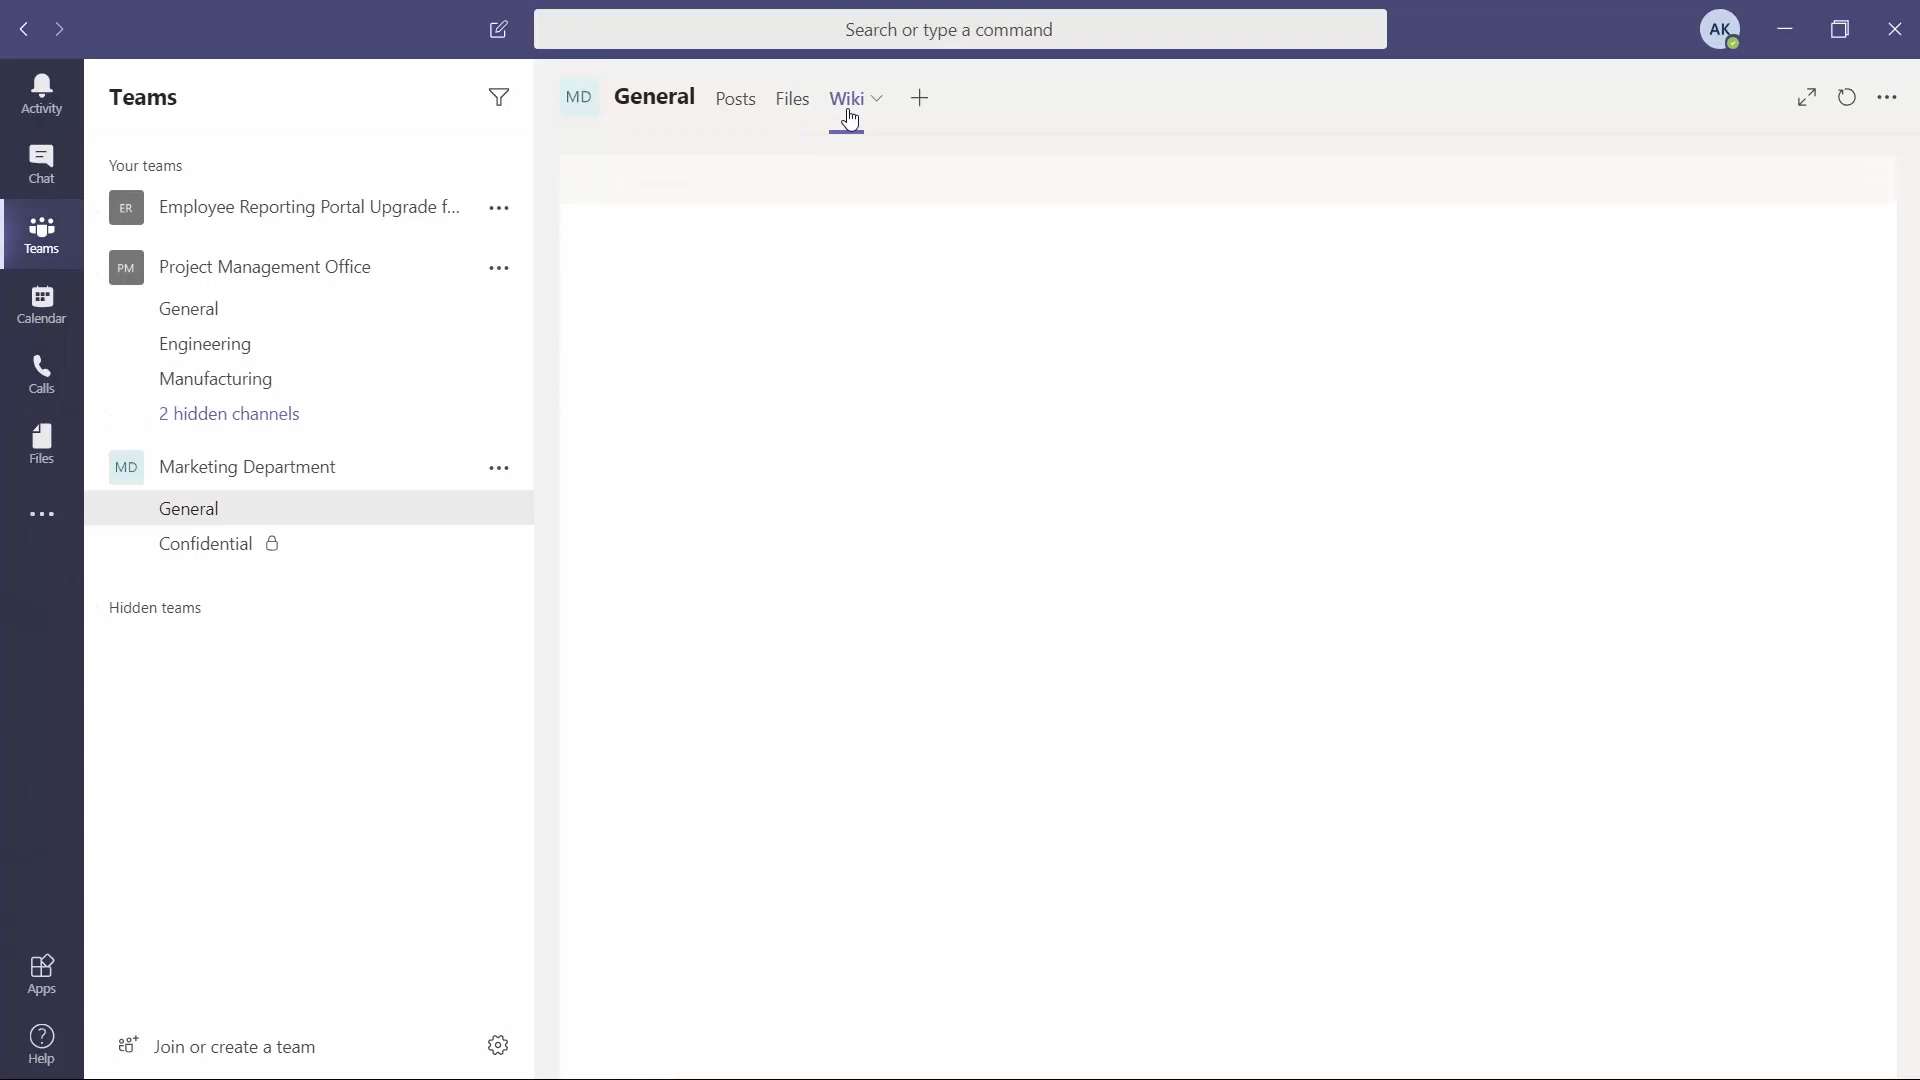 Search or type a command
AK
Activity
Chat
Teams
Calendar
Calls
Files
Apps
Help
Teams
Your teams
ER Employee Reporting Portal Upgrade f...
PM Project Management Office
General
Engineering
Manufacturing
2 hidden channels
MD Marketing Department
General
Confidential
Hidden teams
Join or create a team
MD General Posts Files Wiki